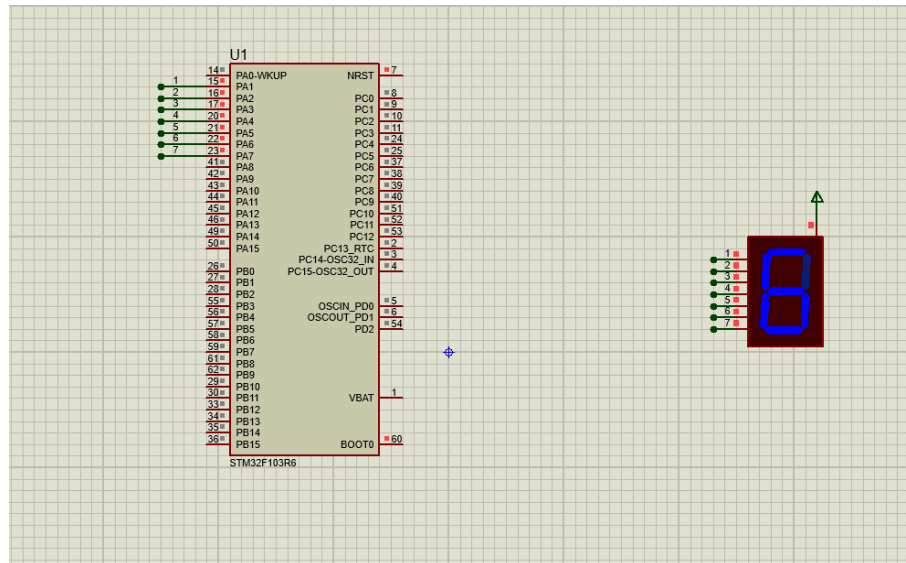 U1
14 PA0-WKUP NRST 7
1 15 PA1
2 16 PA2 PC0 8
3 17 PA3 PC1 9
4 20 PA4 PC2 10
5 21 PA5 PC3 11
6 22 PA6 PC4 24
7 23 PA7 PC5 25
41 PA8 PC6 37
42 PA9 PC7 38
43 PA10 PC8 39
44 PA11 PC9 40
45 PA12 PC10 51
46 PA13 PC11 52
49 PA14 PC12 53
50 PA15 PC13_RTC 2
PC14-OSC32_IN 3
26 PB0 PC15-OSC32_OUT 4
27 PB1
28 PB2
55 PB3 OSCIN_PD0 5
56 PB4 OSCOUT_PD1 6
57 PB5 PD2 54
58 PB6
59 PB7
61 PB8
62 PB9
29 PB10
30 PB11 VBAT 1
33 PB12
34 PB13
35 PB14
36 PB15 BOOT0 60
STM32F103R6
1
2
3
4
5
6
7
6